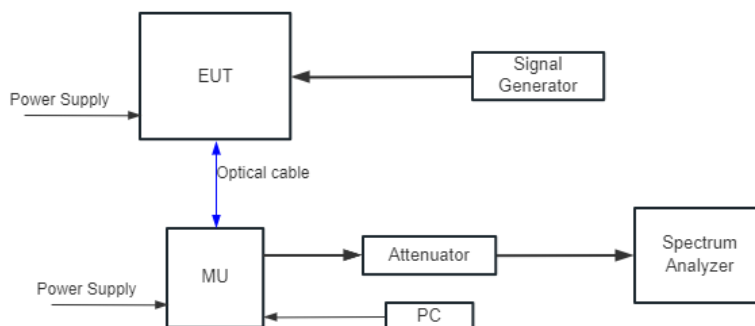 EUT
Signal
Generator
Power Supply
Optical cable
MU
Attenuator
Spectrum
Analyzer
Power Supply
PC